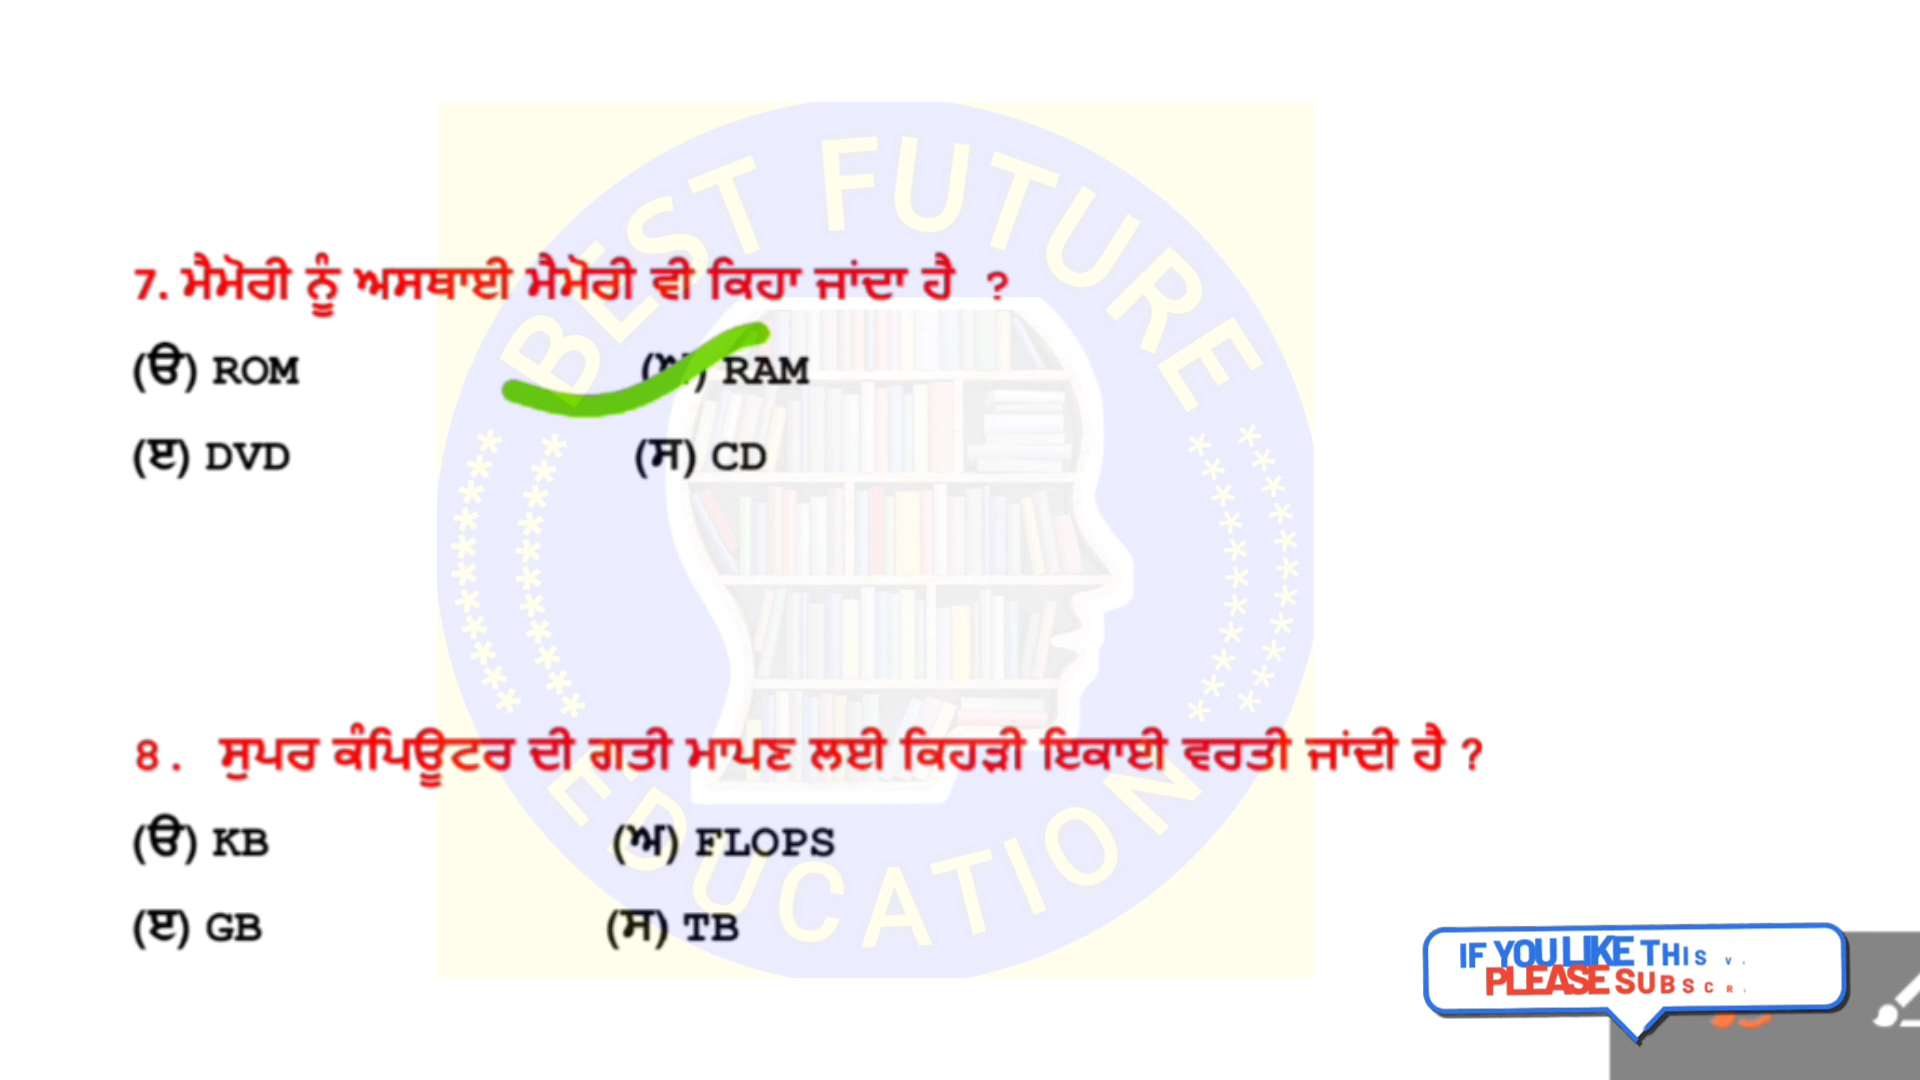 BEST FUTURE
7. ਮੈਮੋਰੀ ਨੂੰ ਅਸਥਾਈ ਮੈਮੋਰੀ ਵੀ ਕਿਹਾ ਜਾਂਦਾ ਹੈ ?
(ੳ) ROM (ਅ) RAM
(ੲ) DVD (ਸ) CD
8. ਸੁਪਰ ਕੰਪਿਊਟਰ ਦੀ ਗਤੀ ਮਾਪਣ ਲਈ ਕਿਹੜੀ ਇਕਾਈ ਵਰਤੀ ਜਾਂਦੀ ਹੈ ?
(ੳ) KB (ਅ) FLOPS
(ੲ) GB (ਸ) TB
EDUCATION
IF YOU LIKE THIS V
PLEASE SUBSCR